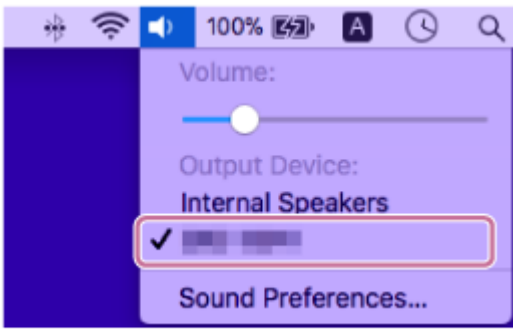 100% A
Volume:
Output Device:
Internal Speakers
Sound Preferences...